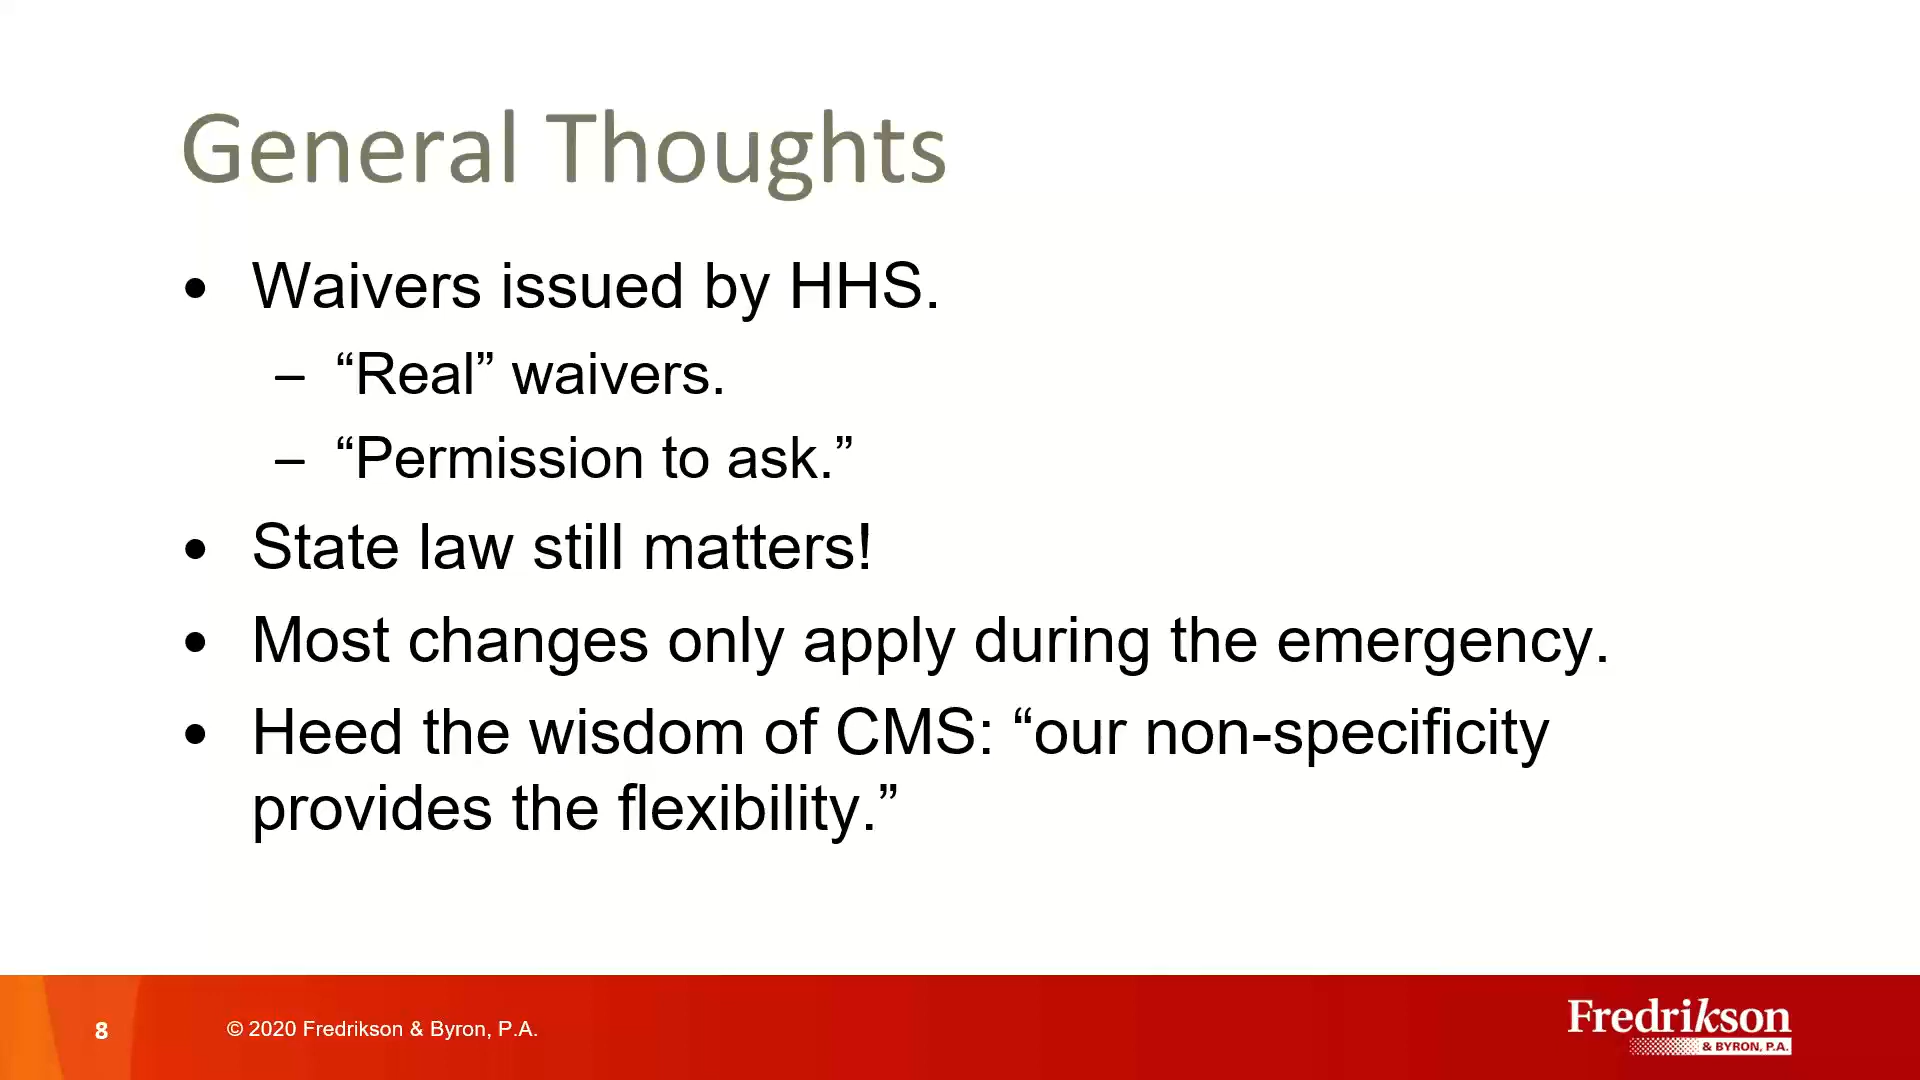 General Thoughts
• Waivers issued by HHS.
– “Real” waivers.
– “Permission to ask.”
• State law still matters!
• Most changes only apply during the emergency.
• Heed the wisdom of CMS: “our non-specificity
provides the flexibility.”
8
© 2020 Fredrikson & Byron, P.A.
Fredrikson
& BYRON, P.A.